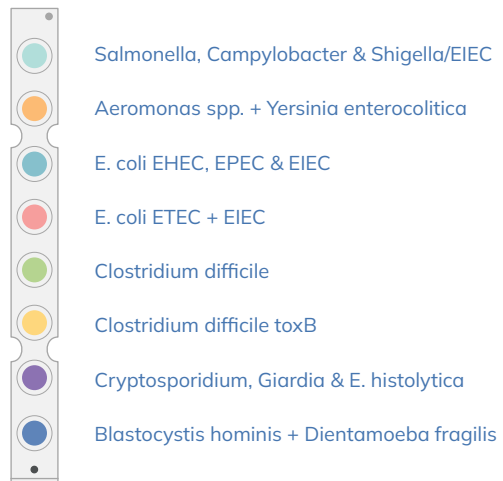 Salmonella, Campylobacter & Shigella/EIEC
Aeromonas spp. + Yersinia enterocolitica
E. coli EHEC, EPEC & EIEC
E. coli ETEC + EIEC
Clostridium difficile
Clostridium difficile toxB
Cryptosporidium, Giardia & E. histolytica
Blastocystis hominis + Dientamoeba fragilis